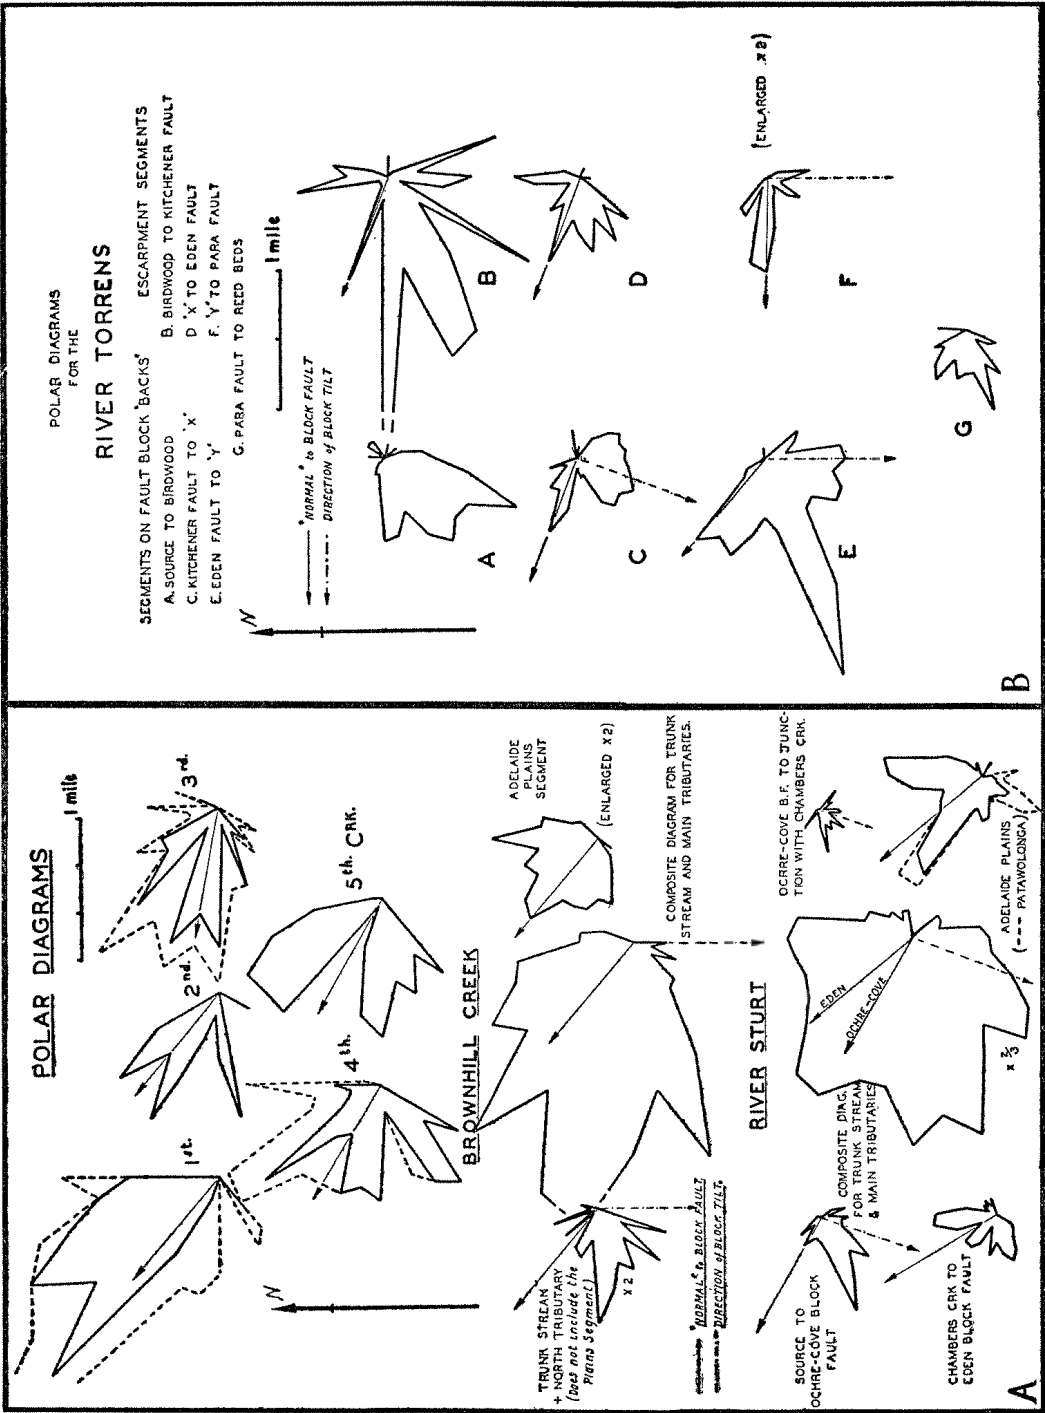 POLAR DIAGRAMS
1 mile
1st.
2nd.
3rd.
4th.
5th. CRK.
N
BROWNHILL CREEK
TRUNK STREAM
+ NORTH TRIBUTARY
(Does not include the
Plains Segment)
x 2
ADELAIDE
PLAINS
SEGMENT
(ENLARGED x2)
COMPOSITE DIAGRAM FOR TRUNK
STREAM AND MAIN TRIBUTARIES.
"NORMAL" to BLOCK FAULT
DIRECTION of BLOCK TILT.
RIVER STURT
SOURCE TO
OCHRE-COVE BLOCK
FAULT
COMPOSITE DIAG.
FOR TRUNK STREAM
& MAIN TRIBUTARIES
EDEN
OCHRE-COVE
x 2/3
OCRRE-COVE B.F. TO JUNC-
TION WITH CHAMBERS CRK.
CHAMBERS CRK TO
EDEN BLOCK FAULT
ADELAIDE PLAINS
(--- PATAWOLONGA)
A
POLAR DIAGRAMS
FOR THE
RIVER TORRENS
SEGMENTS ON FAULT BLOCK "BACKS"
ESCARPMENT SEGMENTS
A. SOURCE TO BIRDWOOD
B. BIRDWOOD TO KITCHENER FAULT
C. KITCHENER FAULT TO "X"
D "X" TO EDEN FAULT
E. EDEN FAULT TO "Y"
F. "Y" TO PARA FAULT
G. PARA FAULT TO REED BEDS
1 mile
"NORMAL" to BLOCK FAULT
DIRECTION of BLOCK TILT
N
A
B
C
D
E
F
(ENLARGED x2)
G
B